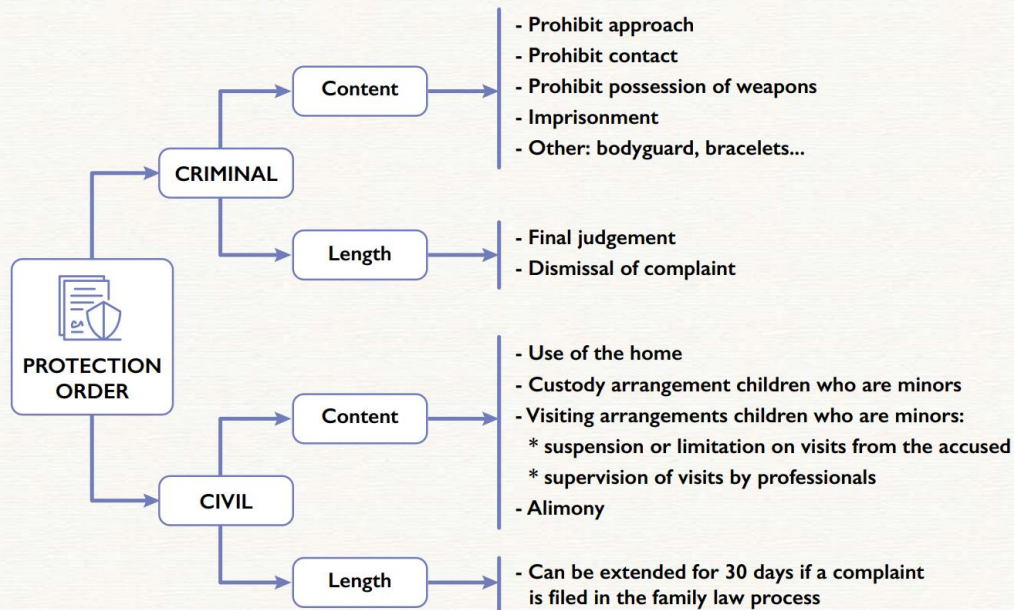 PROTECTION
ORDER
CRIMINAL
Content
- Prohibit approach
- Prohibit contact
- Prohibit possession of weapons
- Imprisonment
- Other: bodyguard, bracelets...
Length
- Final judgement
- Dismissal of complaint
CIVIL
Content
- Use of the home
- Custody arrangement children who are minors
- Visiting arrangements children who are minors:
* suspension or limitation on visits from the accused
* supervision of visits by professionals
- Alimony
Length
- Can be extended for 30 days if a complaint
is filed in the family law process